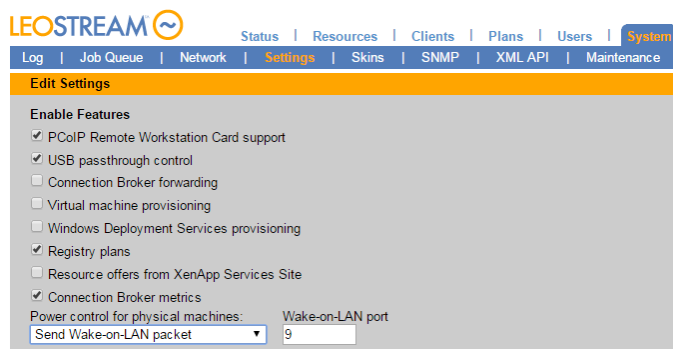 LEOSTREAM
Status | Resources | Clients | Plans | Users | System
Log | Job Queue | Network | Settings | Skins | SNMP | XML API | Maintenance
Edit Settings
Enable Features
PCoIP Remote Workstation Card support
USB passthrough control
Connection Broker forwarding
Virtual machine provisioning
Windows Deployment Services provisioning
Registry plans
Resource offers from XenApp Services Site
Connection Broker metrics
Power control for physical machines: Wake-on-LAN port
Send Wake-on-LAN packet 9